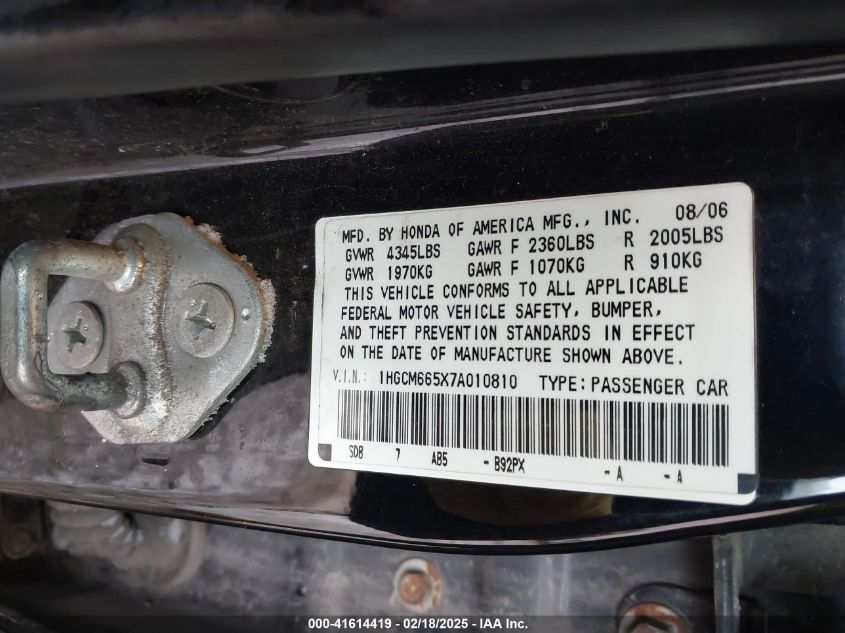 MFD. BY HONDA OF AMERICA MFG., INC. 08/06
GVWR 4345LBS GAWR F 2360LBS R 2005LBS
GVWR 1970KG GAWR F 1070KG R 910KG
THIS VEHICLE CONFORMS TO ALL APPLICABLE
FEDERAL MOTOR VEHICLE SAFETY, BUMPER,
AND THEFT PREVENTION STANDARDS IN EFFECT
ON THE DATE OF MANUFACTURE SHOWN ABOVE.
V.I.N.: 1HGCM665X7A010810 TYPE: PASSENGER CAR
SDB 7 AB5 -B92PX -A -A
000-41614419 - 02/18/2025 - IAA Inc.